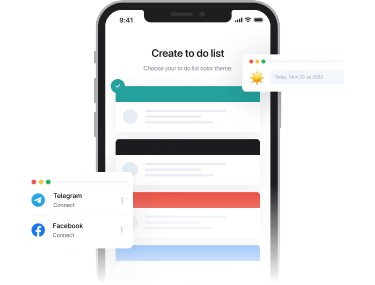 9:41
Create to do list
Choose your to do list color theme:
Today, Mon 20 Jul 2022
Telegram
Connect
Facebook
Connect